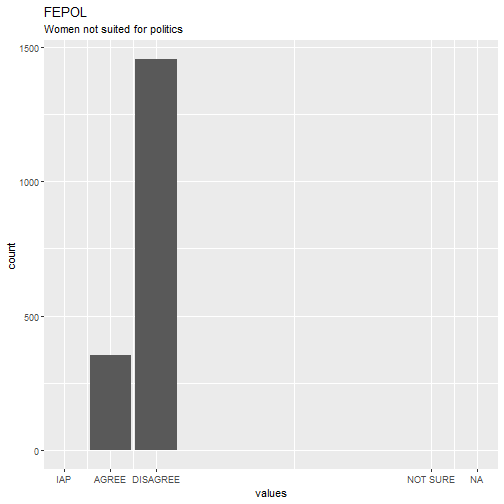 FEPOL
Women not suited for politics
1500
1000
500
0
count
IAP AGREE DISAGREE NOT SURE NA
values